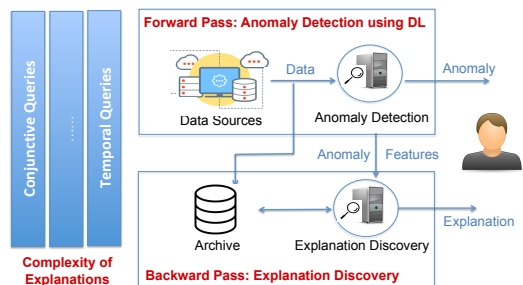 Conjunctive Queries
......
Temporal Queries
Complexity of
Explanations
Forward Pass: Anomaly Detection using DL
Data
Anomaly
Data Sources
Anomaly Detection
Anomaly Features
Archive
Explanation Discovery
Explanation
Backward Pass: Explanation Discovery